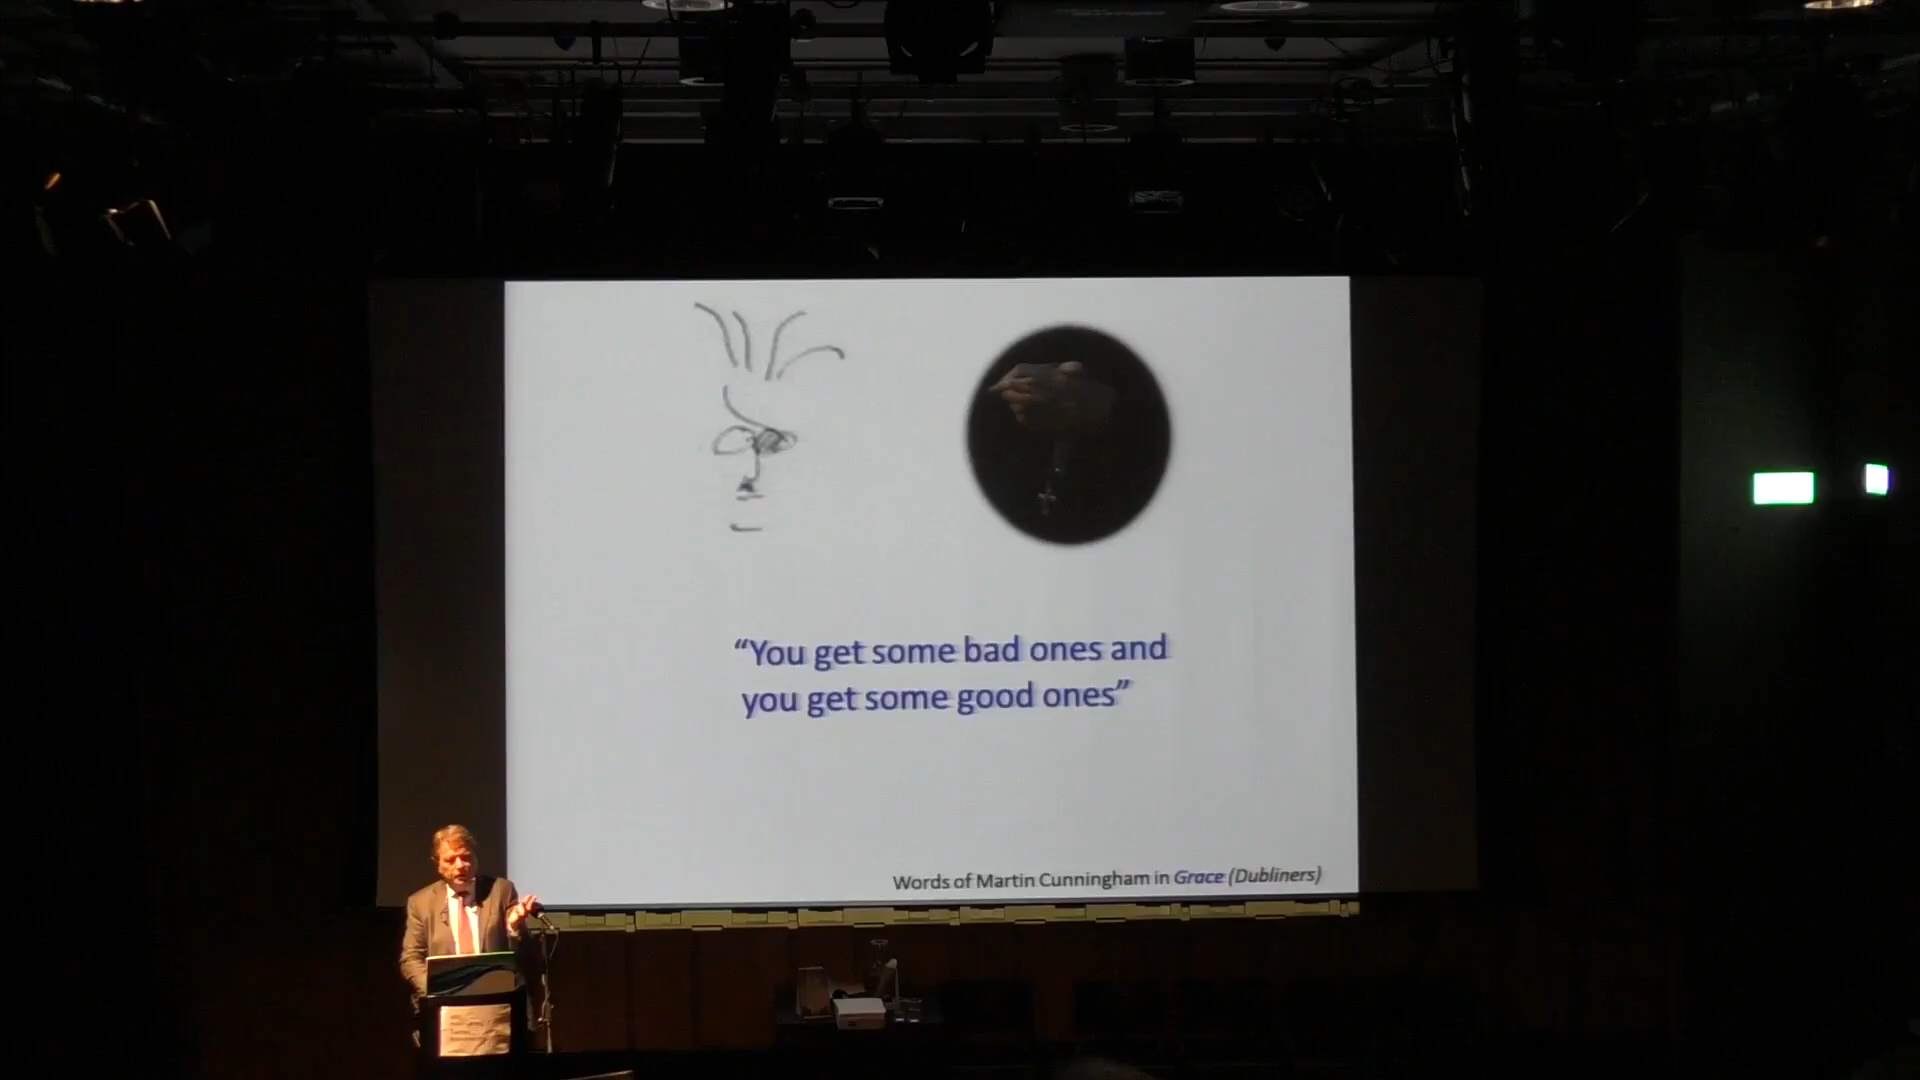 “You get some bad ones and
you get some good ones”
Words of Martin Cunningham in Grace (Dubliners)